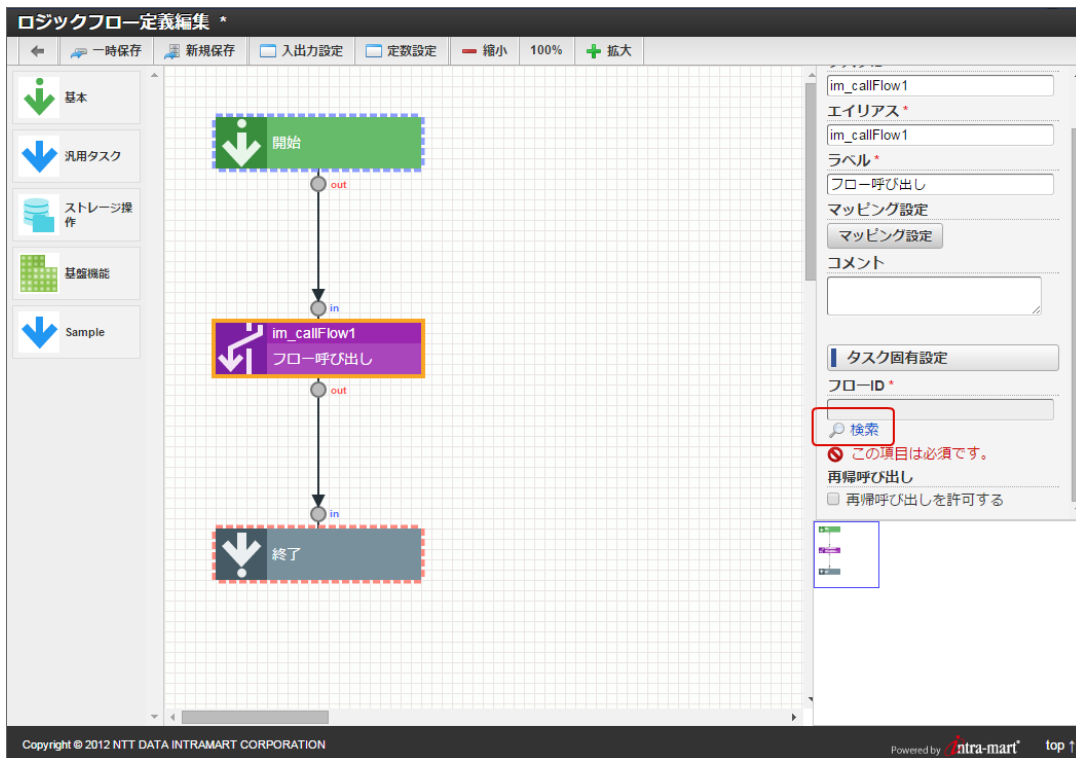 ロジックフロー定義編集 *
一時保存 新規保存 入出力設定 定数設定 縮小 100% 拡大
基本
汎用タスク
ストレージ操
作
基盤機能
Sample
開始
out
in
im_callFlow1
フロー呼び出し
out
in
終了
im_callFlow1
エイリアス *
im_callFlow1
ラベル *
フロー呼び出し
マッピング設定
マッピング設定
コメント
タスク固有設定
フローID *
検索
この項目は必須です。
再帰呼び出し
再帰呼び出しを許可する
Copyright © 2012 NTT DATA INTRAMART CORPORATION
Powered by intra-mart
top ↑